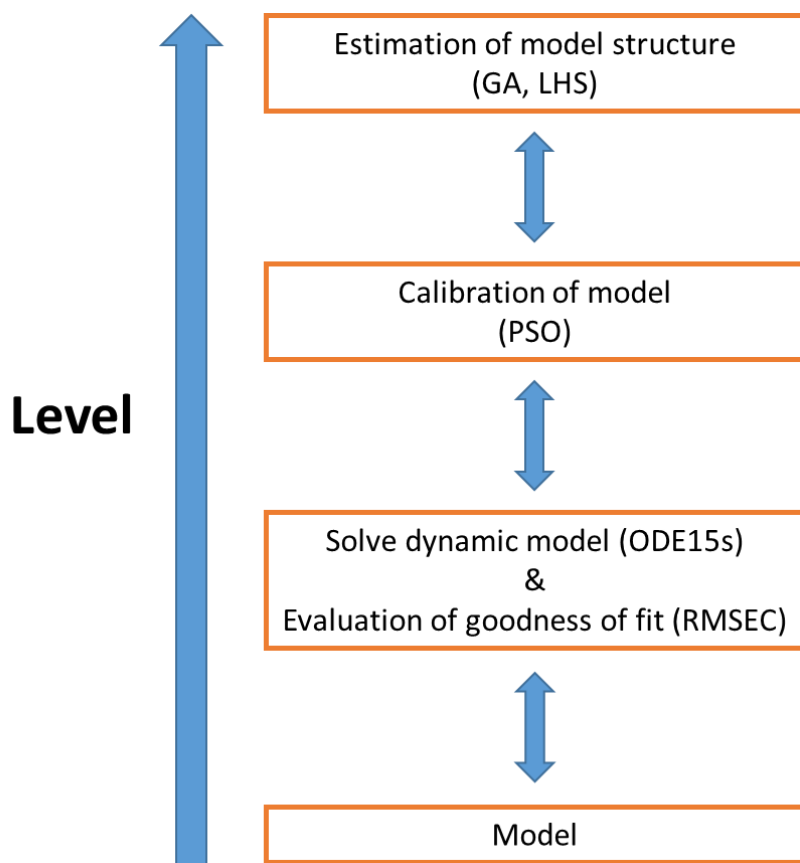 Estimation of model structure
(GA, LHS)
Calibration of model
(PSO)
Level
Solve dynamic model (ODE15s)
&
Evaluation of goodness of fit (RMSEC)
Model